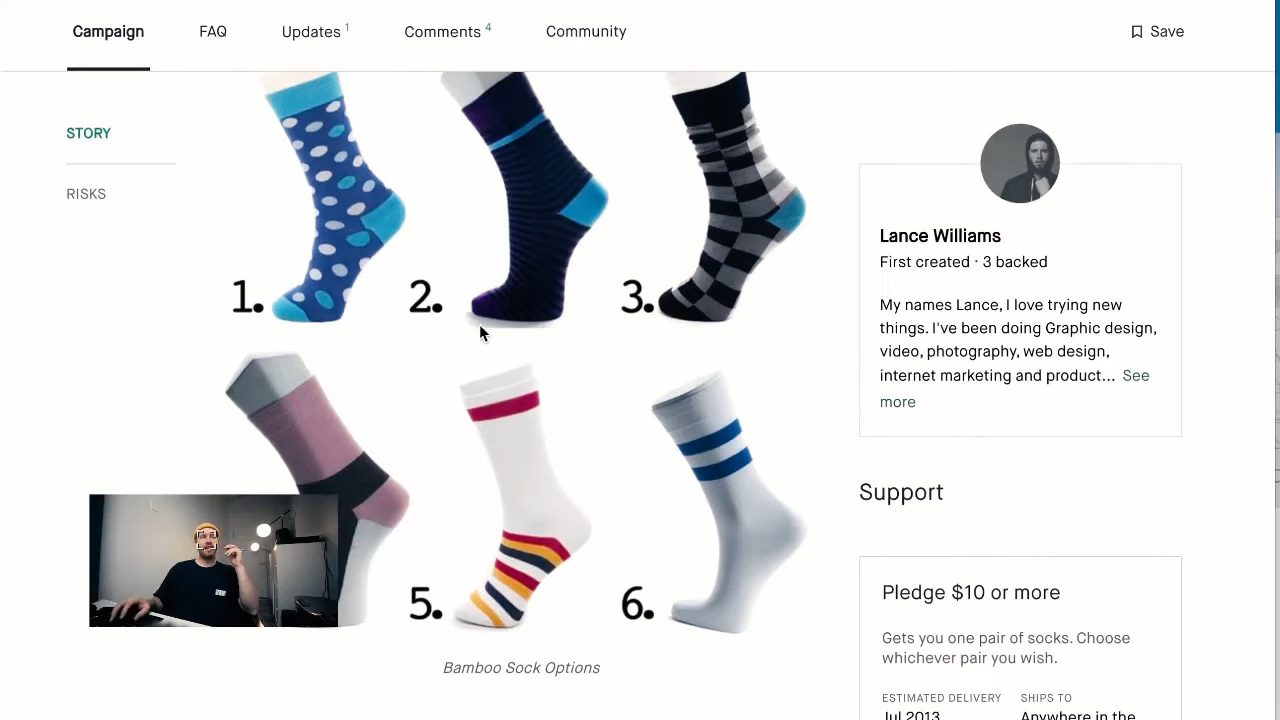 Campaign
FAQ
Updates 1
Comments 4
Community
Save
STORY
RISKS
1.
2.
3.
5.
6.
Bamboo Sock Options
Lance Williams
First created · 3 backed
My names Lance, I love trying new
things. I've been doing Graphic design,
video, photography, web design,
internet marketing and product... See
more
Support
Pledge $10 or more
Gets you one pair of socks. Choose
whichever pair you wish.
ESTIMATED DELIVERY
SHIPS TO
Jul 2013
Anywhere in the